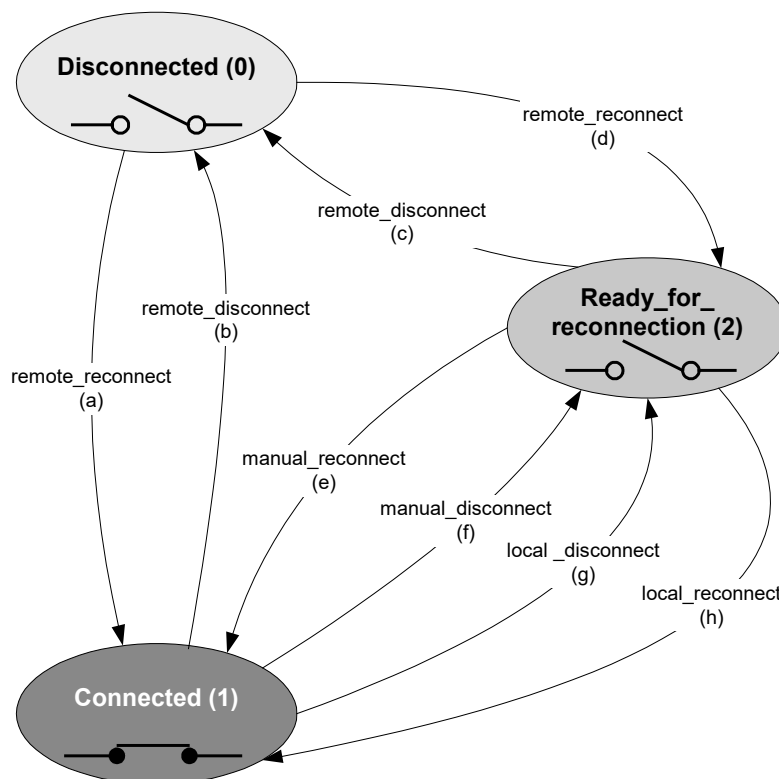 Disconnected (0)
remote_reconnect
(d)
remote_disconnect
(c)
remote_disconnect
(b)
Ready_for_
reconnection (2)
remote_reconnect
(a)
manual_reconnect
(e)
manual_disconnect
(f)
local _disconnect
(g)
local_reconnect
(h)
Connected (1)